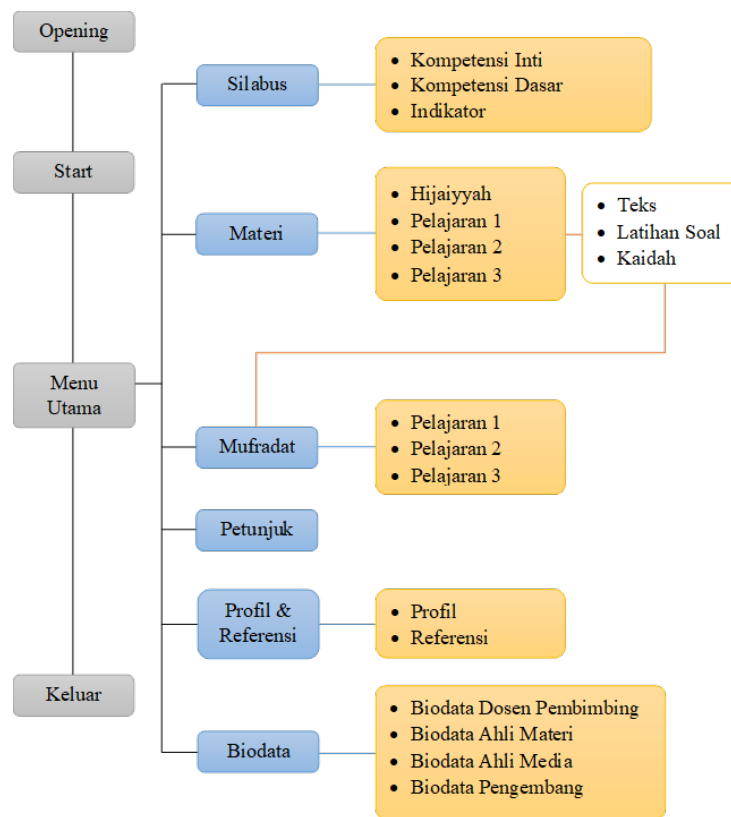 Opening
Start
Menu
Utama
Keluar
Silabus
• Kompetensi Inti
• Kompetensi Dasar
• Indikator
Materi
• Hijaiyyah
• Pelajaran 1
• Pelajaran 2
• Pelajaran 3
• Teks
• Latihan Soal
• Kaidah
Mufradat
• Pelajaran 1
• Pelajaran 2
• Pelajaran 3
Petunjuk
Profil &
Referensi
• Profil
• Referensi
Biodata
• Biodata Dosen Pembimbing
• Biodata Ahli Materi
• Biodata Ahli Media
• Biodata Pengembang